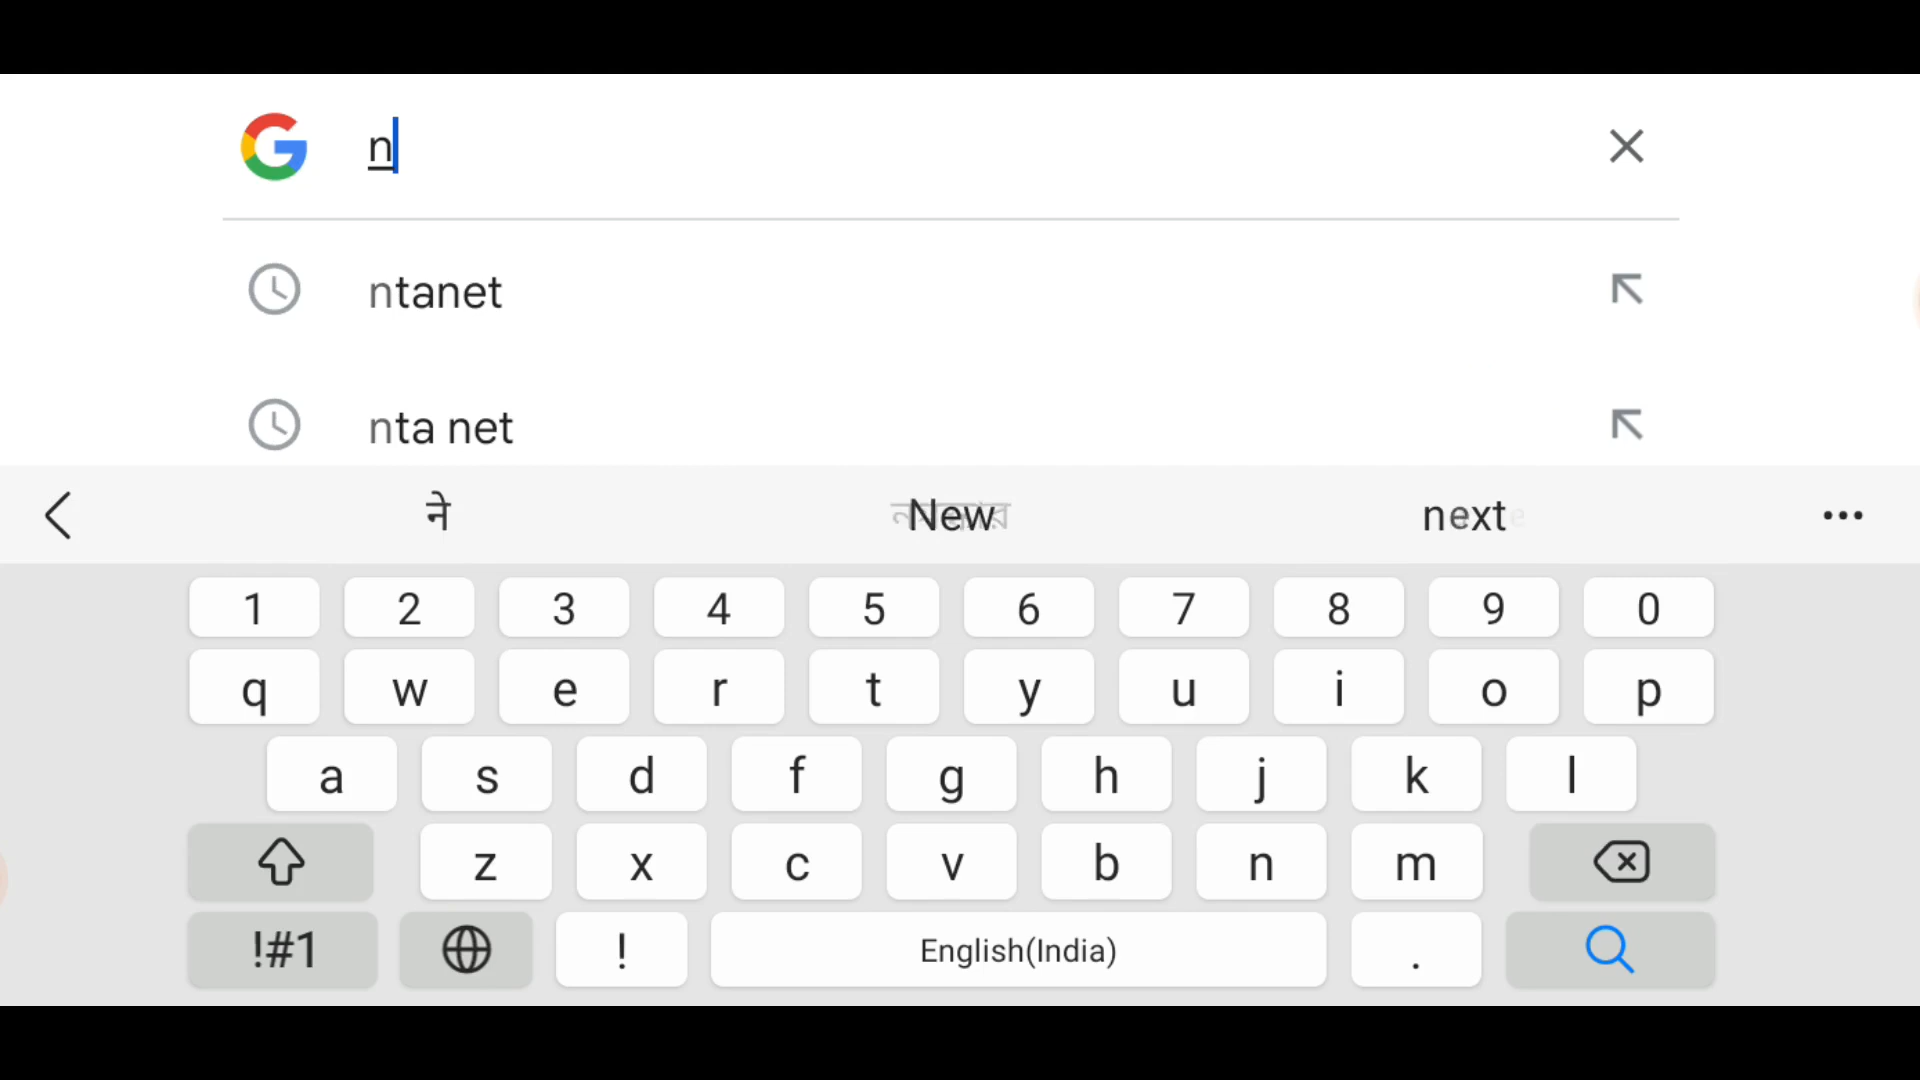 n
ntanet
nta net
ने New next
1 2 3 4 5 6 7 8 9 0
q w e r t y u i o p
a s d f g h j k l
z x c v b n m
!#1 ! English(India) .